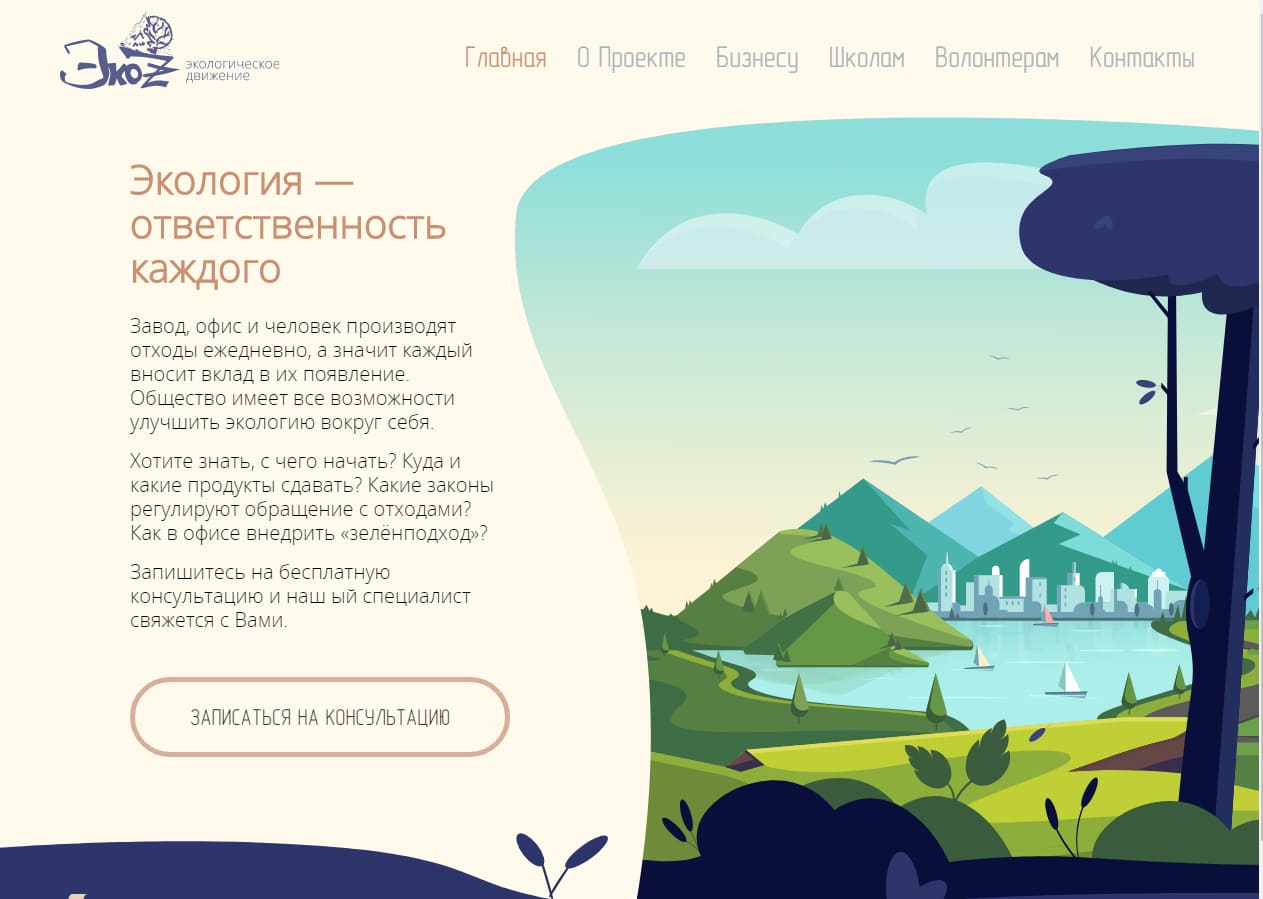 ЭкоZ
экологическое
движение
Главная О Проекте Бизнесу Школам Волонтерам Контакты
Экология —
ответственность
каждого
Завод, офис и человек производят
отходы ежедневно, а значит каждый
вносит вклад в их появление.
Общество имеет все возможности
улучшить экологию вокруг себя.
Хотите знать, с чего начать? Куда и
какие продукты сдавать? Какие законы
регулируют обращение с отходами?
Как в офисе внедрить «зелёнподход»?
Запишитесь на бесплатную
консультацию и наш ый специалист
свяжется с Вами.
ЗАПИСАТЬСЯ НА КОНСУЛЬТАЦИЮ